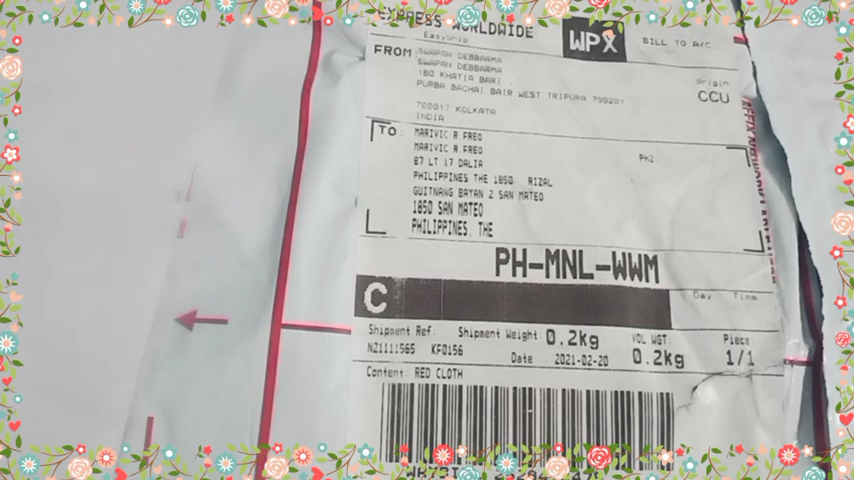 EXPRESS WORLDWIDE
EasyShip
WPX
BILL TO A/C:
FROM: SWAPAN DEBBARMA
SWAPAN DEBBARMA
180 KHATIA BARI
PURBA BACHAI BAIR WEST TRIPURA 799201
700017 KOLKATA
INDIA
Origin
CCU
TO: MARIVIC R FREO
MARIVIC R FREO
B7 LT 17 DALIA
PHILIPPINES THE 1850 RIZAL
GUITNANG BAYAN 2 SAN MATEO
1850 SAN MATEO
PHILIPPINES, THE
Ph:
PH-MNL-WWM
C
Day Time
Shipment Ref: Shipment Weight: 0.2kg VOL WGT: 0.2kg Piece: 1/1
N21111565 KF0156 Date : 2021-02-20
Content: RED CLOTH